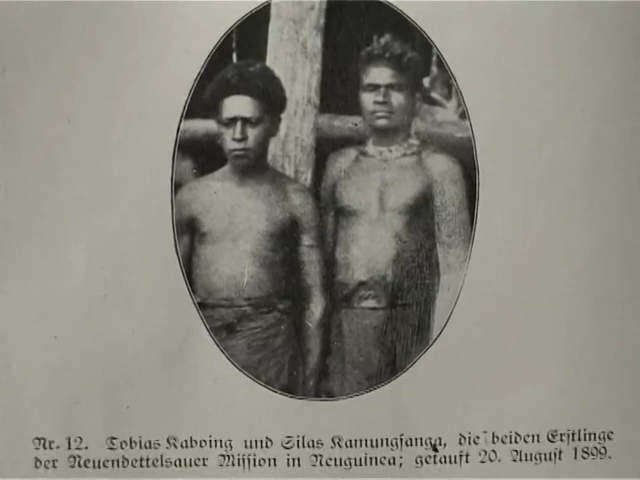 Nr. 12. Tobias Kaboing und Silas Kamungsanga, die beiden Erstlinge
der Neuendettelsauer Mission in Neuguinea; getauft 20. August 1899.